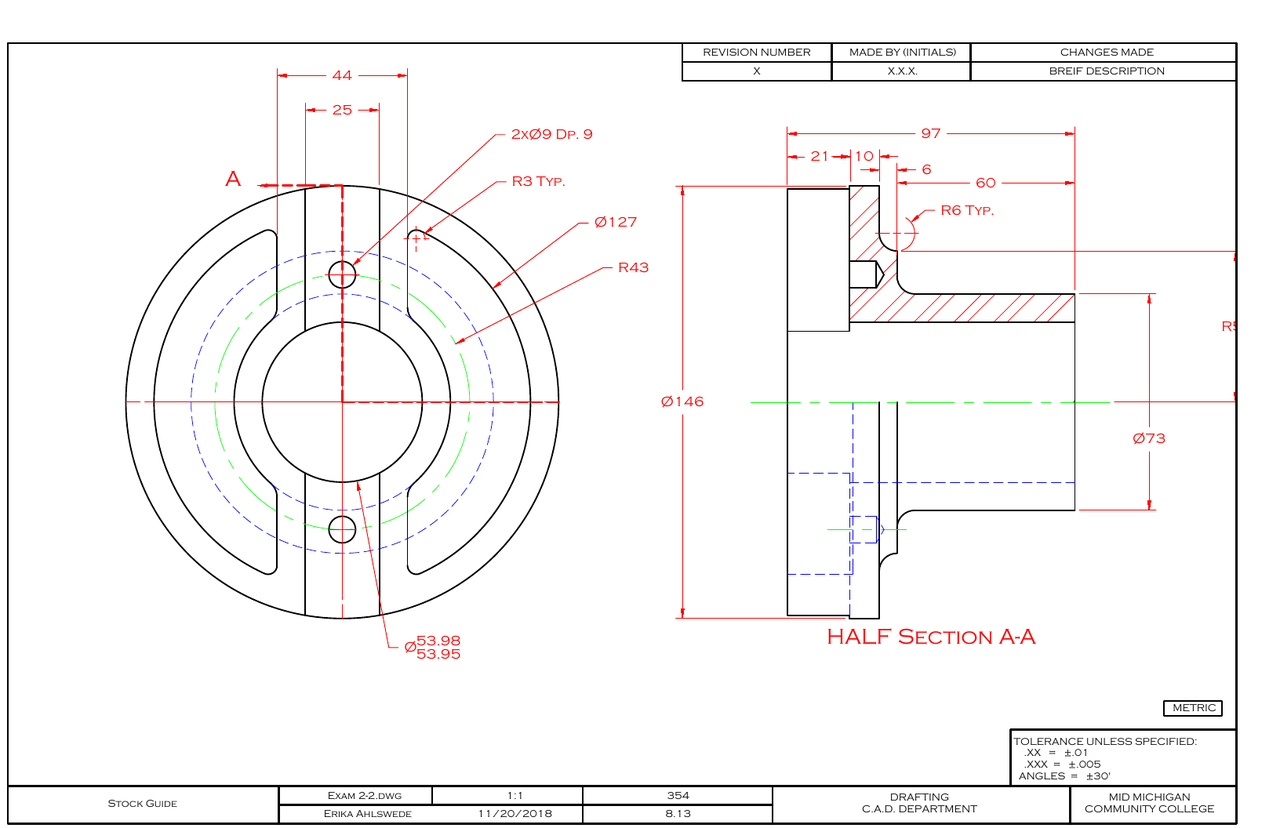 REVISION NUMBER MADE BY (INITIALS) CHANGES MADE
X X.X.X. BREIF DESCRIPTION
44
25
2xØ9 Dp. 9
A
R3 Typ.
Ø127
R43
Ø53.98
53.95
97
21 10
6
60
R6 Typ.
Ø146
Ø73
HALF Section A-A
METRIC
TOLERANCE UNLESS SPECIFIED:
.XX = ±.01
.XXX = ±.005
ANGLES = ±30'
Stock Guide
Exam 2-2.dwg 1:1 354
Erika Ahlswede 11/20/2018 8.13
DRAFTING
C.A.D. DEPARTMENT
MID MICHIGAN
COMMUNITY COLLEGE